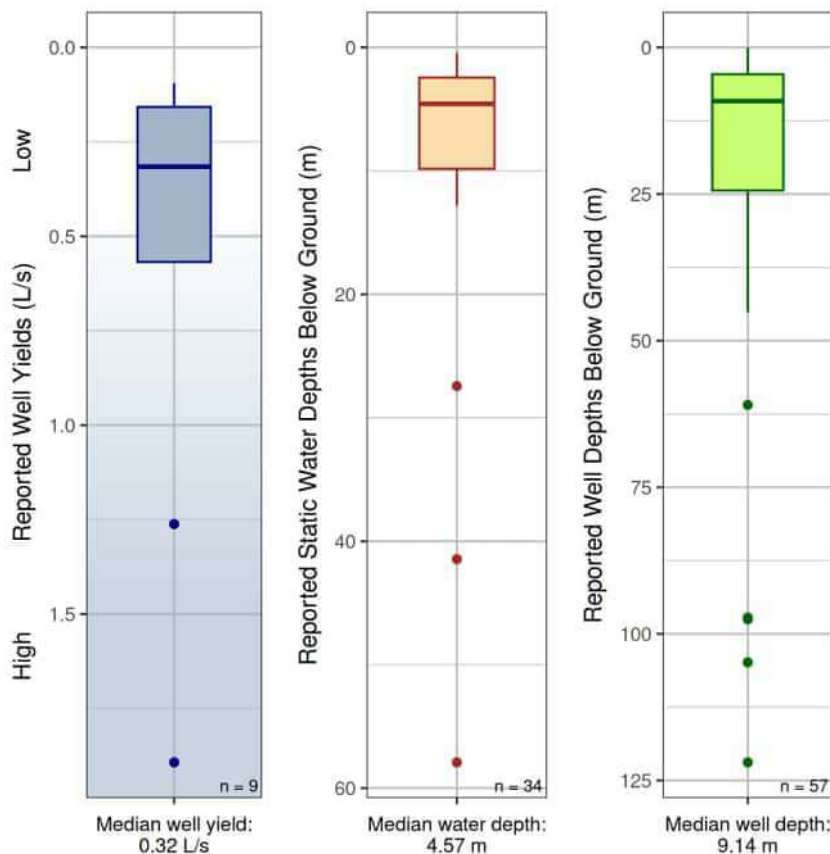 Reported Well Yields (L/s)
Low
High
0.0
0.5
1.0
1.5
n = 9
Median well yield:
0.32 L/s
Reported Static Water Depths Below Ground (m)
0
20
40
60
n = 34
Median water depth:
4.57 m
Reported Well Depths Below Ground (m)
0
25
50
75
100
125
n = 57
Median well depth:
9.14 m